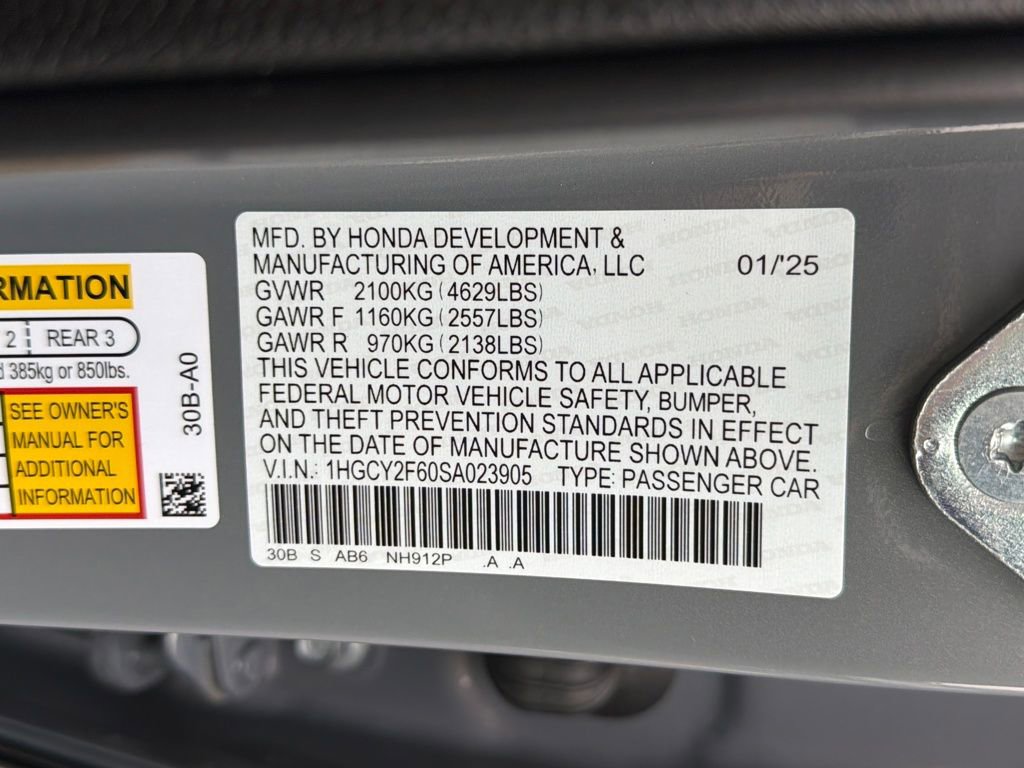 RMATION
2 REAR 3
385kg or 850lbs.
SEE OWNER'S
MANUAL FOR
ADDITIONAL
INFORMATION
30B-A0
MFD. BY HONDA DEVELOPMENT &
MANUFACTURING OF AMERICA, LLC 01/'25
GVWR 2100KG (4629LBS)
GAWR F 1160KG (2557LBS)
GAWR R 970KG (2138LBS)
THIS VEHICLE CONFORMS TO ALL APPLICABLE
FEDERAL MOTOR VEHICLE SAFETY, BUMPER,
AND THEFT PREVENTION STANDARDS IN EFFECT
ON THE DATE OF MANUFACTURE SHOWN ABOVE.
V.I.N.: 1HGCY2F60SA023905 TYPE: PASSENGER CAR
30B S AB6 NH912P .A .A